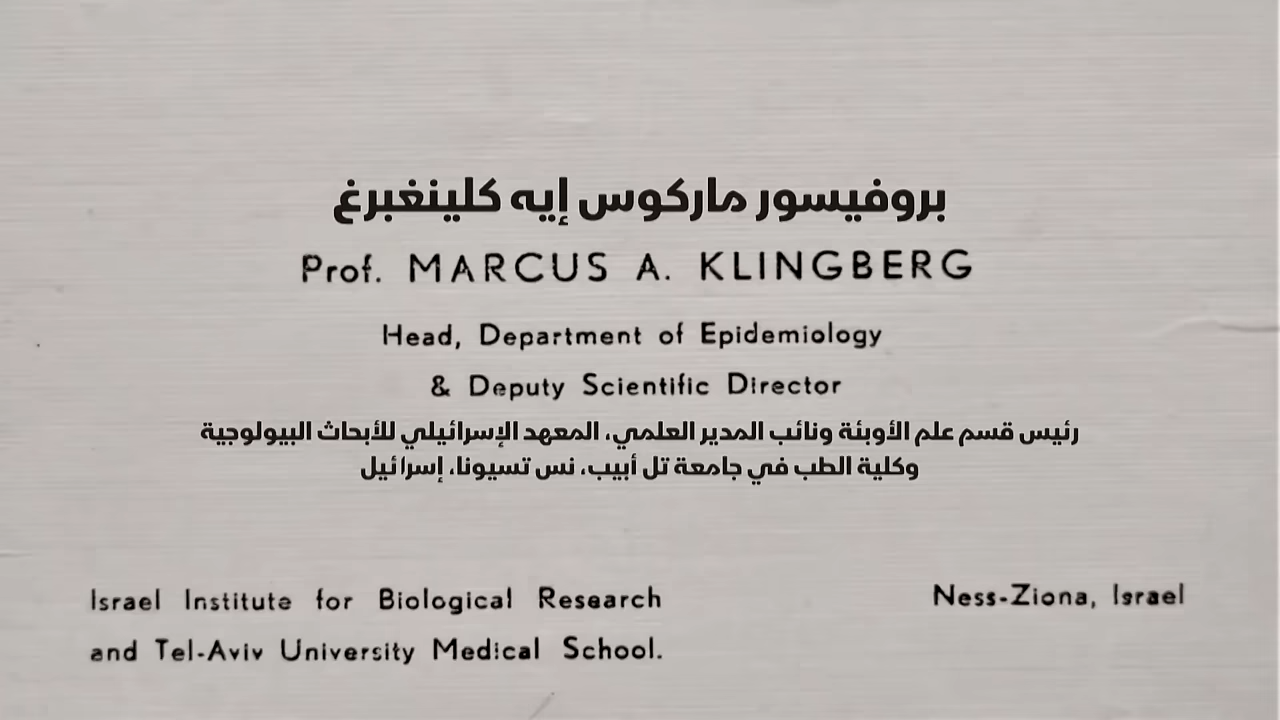 بروفيسور ماركوس إيه كلينغبرغ
Prof. MARCUS A. KLINGBERG
Head, Department of Epidemiology
& Deputy Scientific Director
رئيس قسم علم الأوبئة ونائب المدير العلمي، المعهد الإسرائيلي للأبحاث البيولوجية
وكلية الطب في جامعة تل أبيب، نس تسيونا، إسرائيل
Israel Institute for Biological Research
and Tel-Aviv University Medical School.
Ness-Ziona, Israel